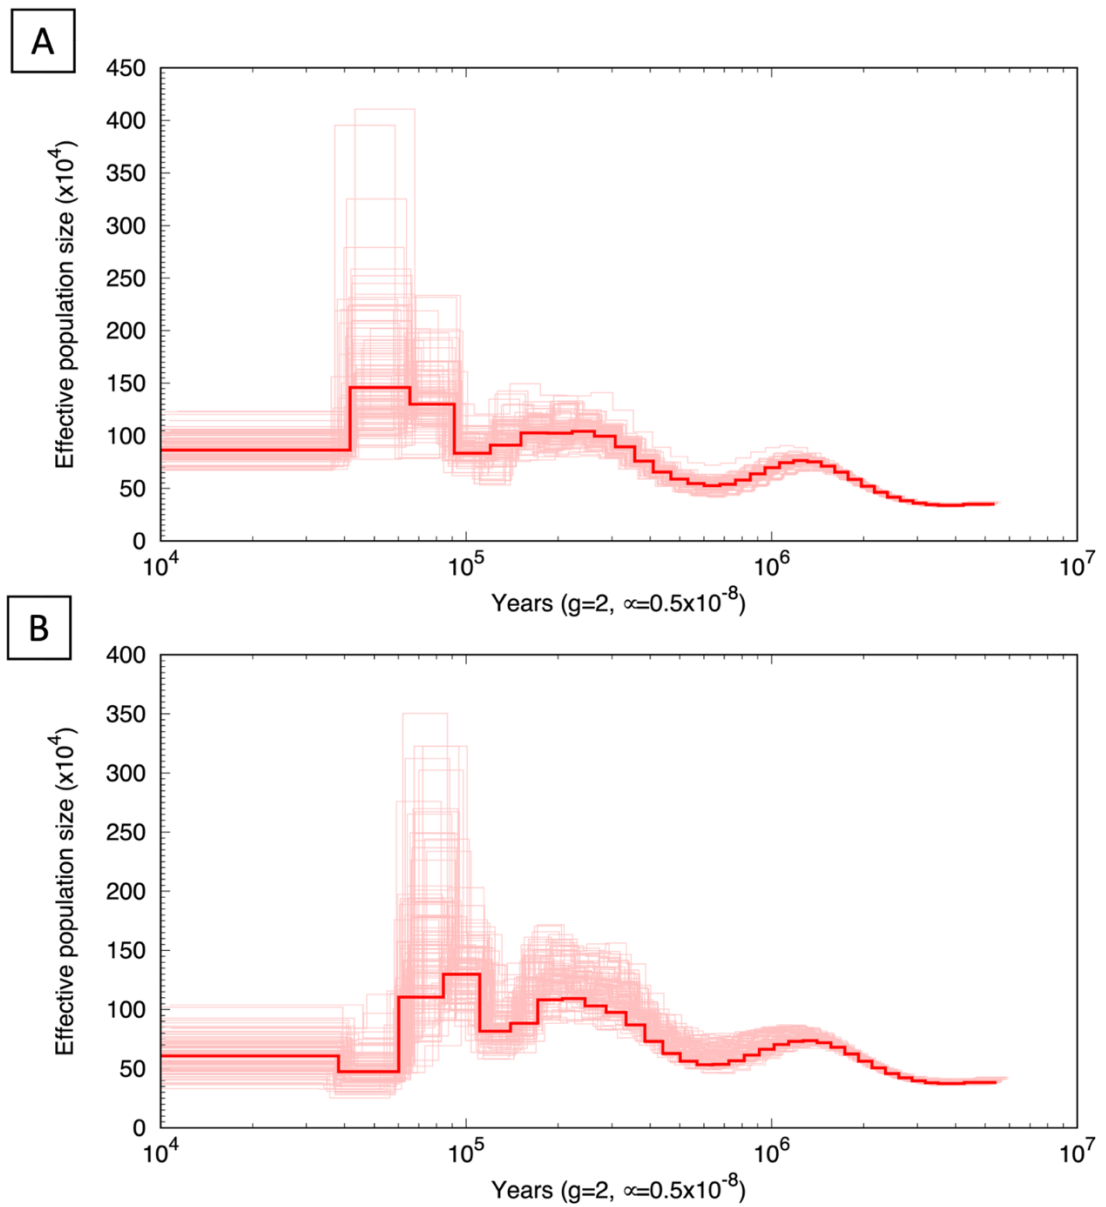 A
450
400
350
300
250
200
150
100
50
0
Effective population size (x10⁴)
10⁴ 10⁵ 10⁶ 10⁷
Years (g=2, ∝=0.5x10⁻⁸)
B
400
350
300
250
200
150
100
50
0
Effective population size (x10⁴)
10⁴ 10⁵ 10⁶ 10⁷
Years (g=2, ∝=0.5x10⁻⁸)